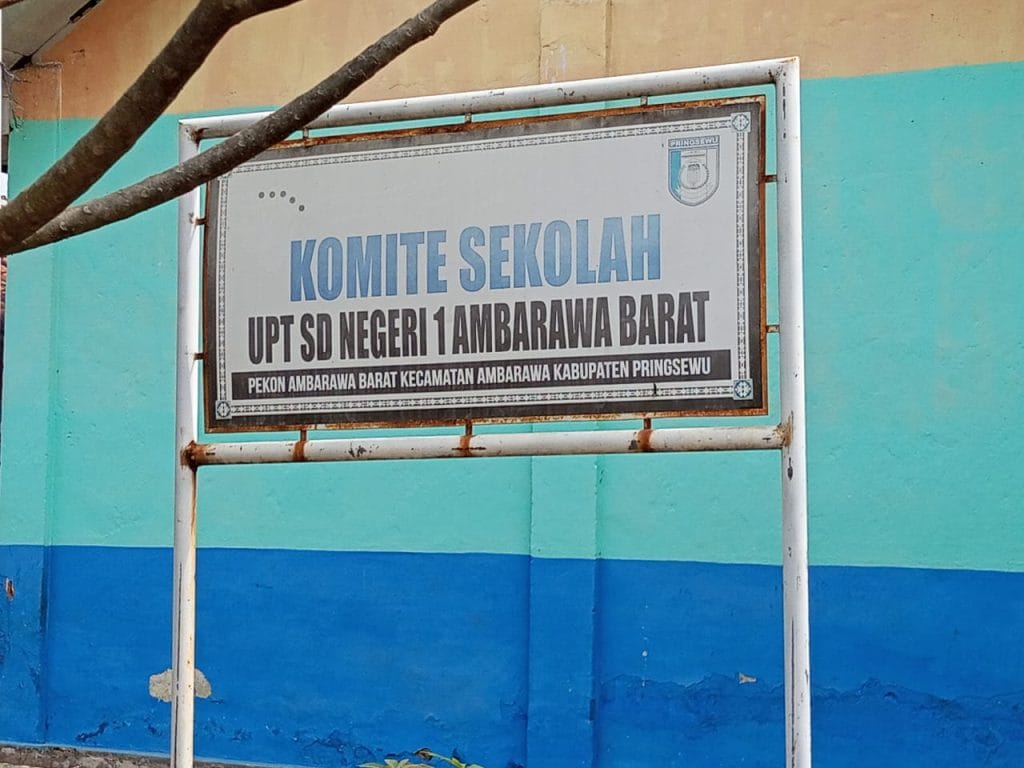 PRINGSEWU
KOMITE SEKOLAH
UPT SD NEGERI 1 AMBARAWA BARAT
PEKON AMBARAWA BARAT KECAMATAN AMBARAWA KABUPATEN PRINGSEWU